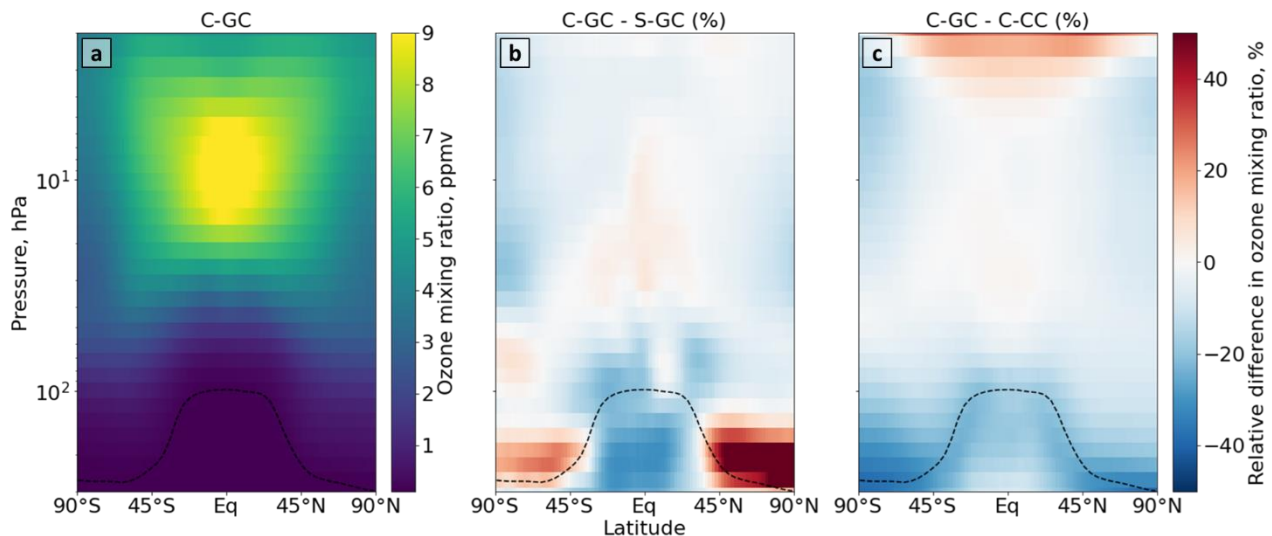 C-GC
C-GC - S-GC (%)
C-GC - C-CC (%)
a
b
c
Pressure, hPa
10¹
10²
90°S 45°S Eq 45°N 90°N
9
8
7
6
5
4
3
2
1
Ozone mixing ratio, ppmv
90°S 45°S Eq 45°N 90°N
Latitude
90°S 45°S Eq 45°N 90°N
40
20
0
−20
−40
Relative difference in ozone mixing ratio, %